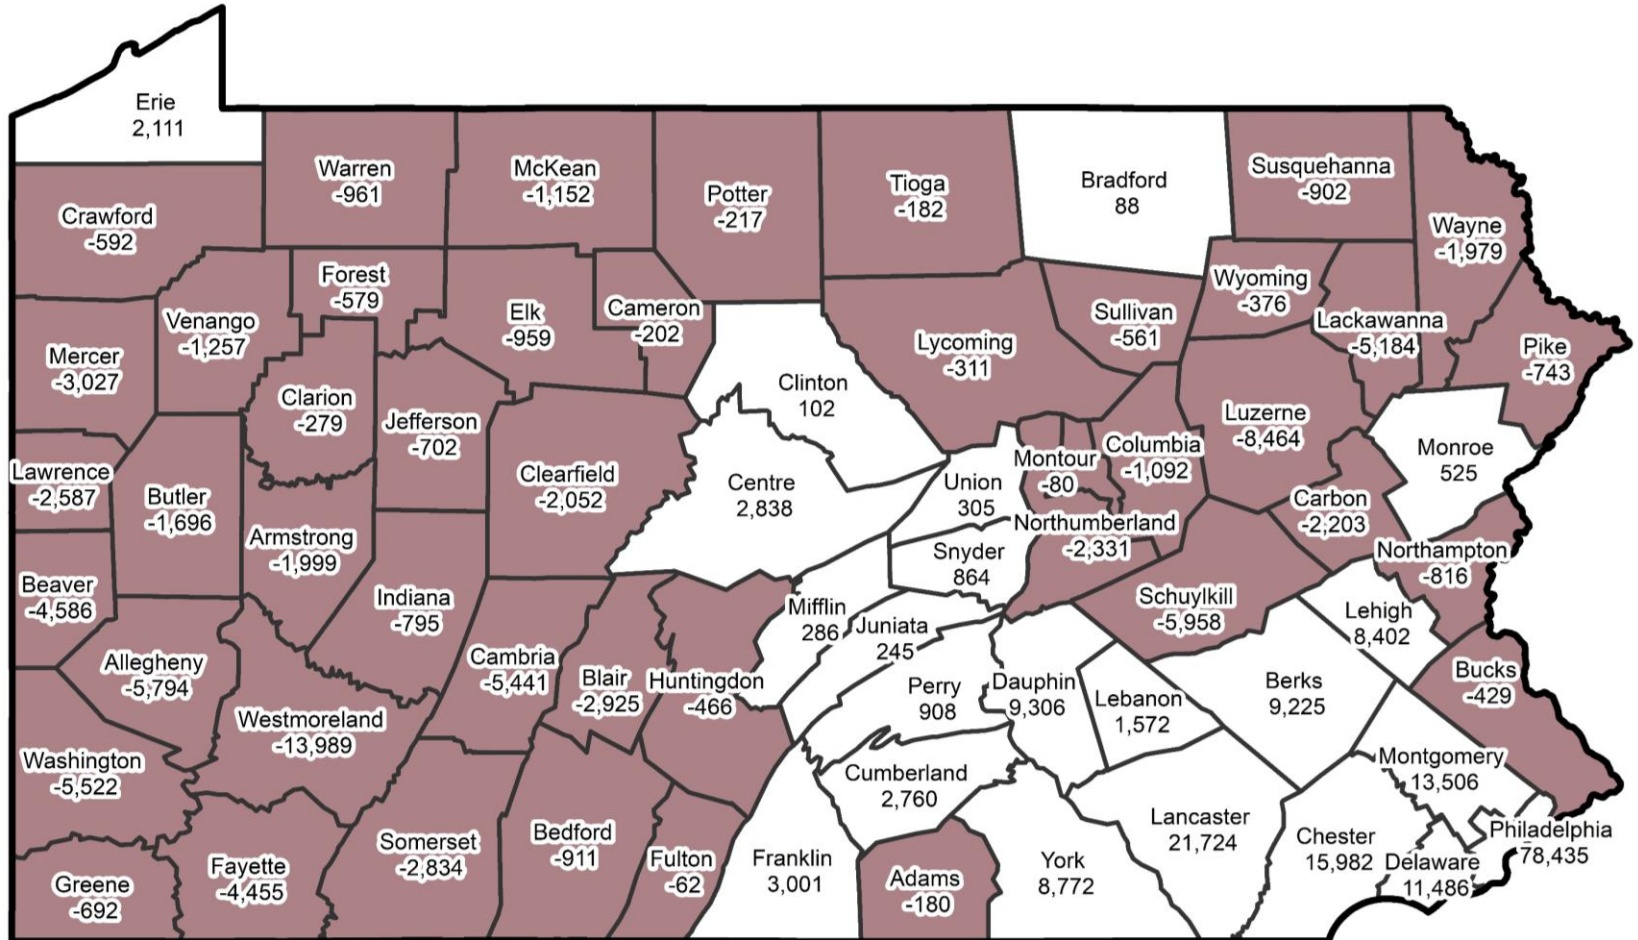 Erie
2,111
Warren
-961
McKean
-1,152
Potter
-217
Tioga
-182
Bradford
88
Susquehanna
-902
Wayne
-1,979
Crawford
-592
Forest
-579
Venango
-1,257
Elk
-959
Cameron
-202
Wyoming
-376
Sullivan
-561
Lackawanna
-5,184
Pike
-743
Mercer
-3,027
Clarion
-279
Jefferson
-702
Clinton
102
Lycoming
-311
Luzerne
-8,464
Monroe
525
Lawrence
-2,587
Butler
-1,696
Clearfield
-2,052
Centre
2,838
Union
305
Montour
-80
Columbia
-1,092
Carbon
-2,203
Armstrong
-1,999
Snyder
864
Northumberland
-2,331
Northampton
-816
Beaver
-4,586
Indiana
-795
Mifflin
286
Juniata
245
Schuylkill
-5,958
Lehigh
8,402
Allegheny
-5,794
Cambria
-5,441
Blair
-2,925
Huntingdon
-466
Perry
908
Dauphin
9,306
Lebanon
1,572
Berks
9,225
Bucks
-429
Westmoreland
-13,989
Washington
-5,522
Cumberland
2,760
Montgomery
13,506
Lancaster
21,724
Chester
15,982
Philadelphia
78,435
Delaware
11,486
Greene
-692
Fayette
-4,455
Somerset
-2,834
Bedford
-911
Fulton
-62
Franklin
3,001
Adams
-180
York
8,772